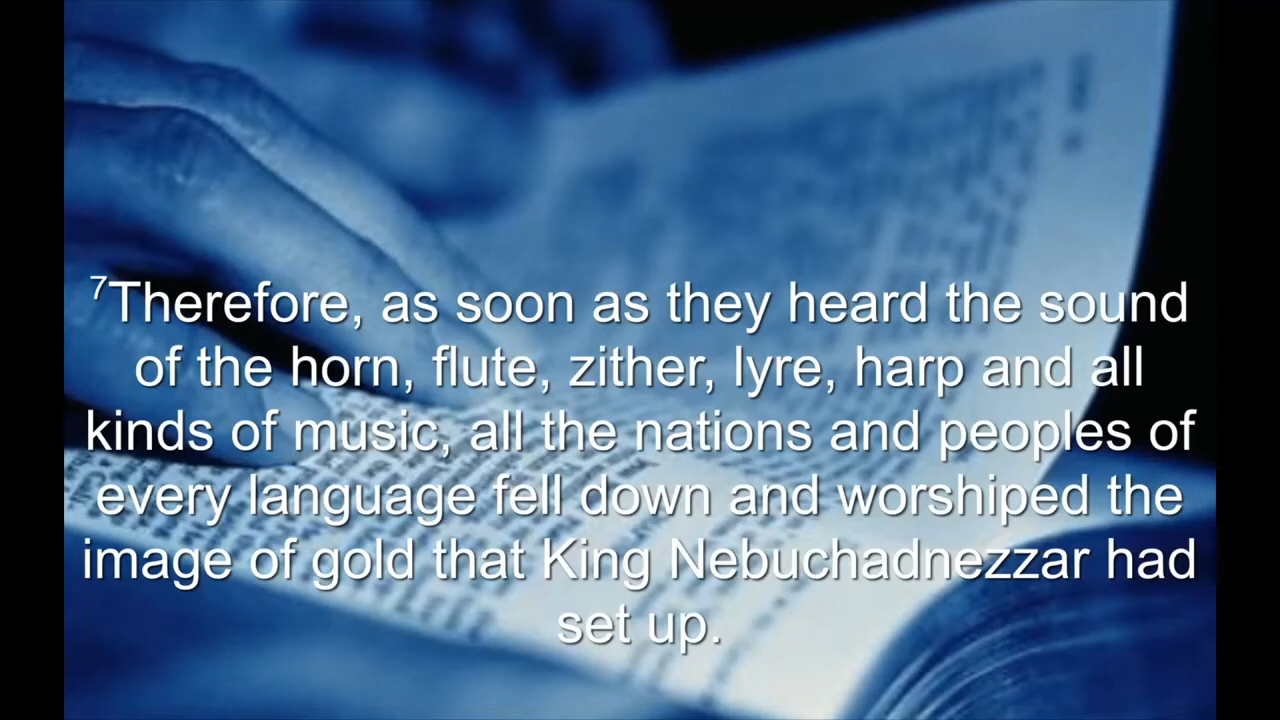 ⁷Therefore, as soon as they heard the sound
of the horn, flute, zither, lyre, harp and all
kinds of music, all the nations and peoples of
every language fell down and worshiped the
image of gold that King Nebuchadnezzar had
set up.